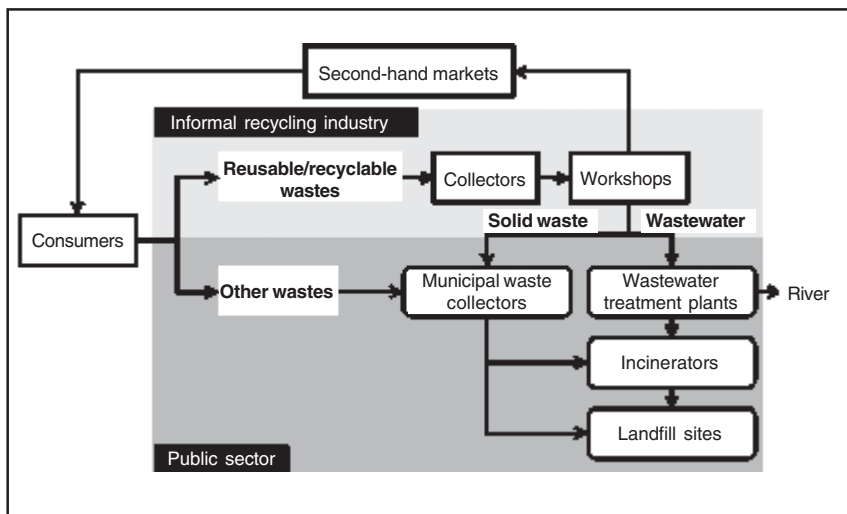 Second-hand markets
Informal recycling industry
Reusable/recyclable
wastes
Collectors
Workshops
Solid waste
Wastewater
Consumers
Other wastes
Municipal waste
collectors
Wastewater
treatment plants
River
Incinerators
Landfill sites
Public sector